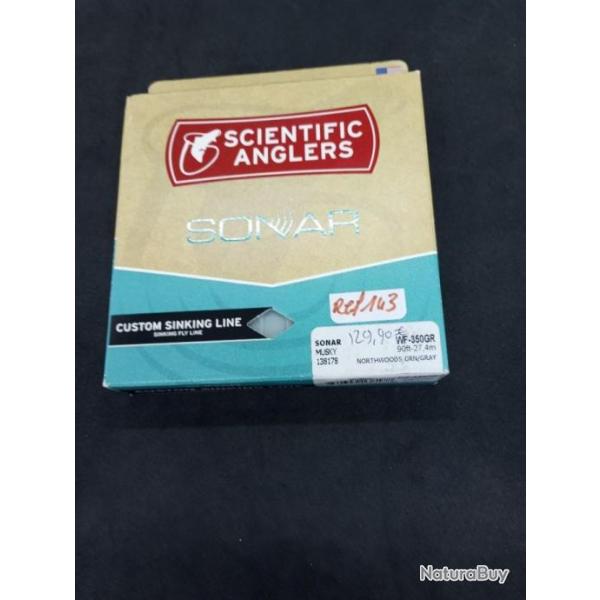 SCIENTIFIC
ANGLERS
SONAR
Ref 143
CUSTOM SINKING LINE
SINKING FLY LINE
129,90 €
SONAR WF-350GR
MUSKY 90ft-27,4m
138178 NORTHWOODS GRN/GRAY
NaturaBuy